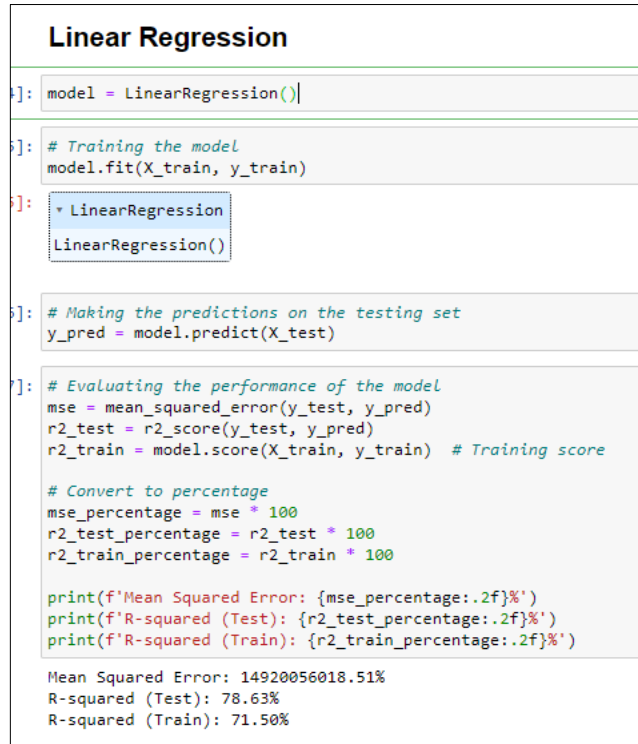 Linear Regression
]: model = LinearRegression()
]: # Training the model
model.fit(X_train, y_train)
]: ▾ LinearRegression
LinearRegression()
]: # Making the predictions on the testing set
y_pred = model.predict(X_test)
]: # Evaluating the performance of the model
mse = mean_squared_error(y_test, y_pred)
r2_test = r2_score(y_test, y_pred)
r2_train = model.score(X_train, y_train)  # Training score
# Convert to percentage
mse_percentage = mse * 100
r2_test_percentage = r2_test * 100
r2_train_percentage = r2_train * 100
print(f'Mean Squared Error: {mse_percentage:.2f}%')
print(f'R-squared (Test): {r2_test_percentage:.2f}%')
print(f'R-squared (Train): {r2_train_percentage:.2f}%')
Mean Squared Error: 14920056018.51%
R-squared (Test): 78.63%
R-squared (Train): 71.50%